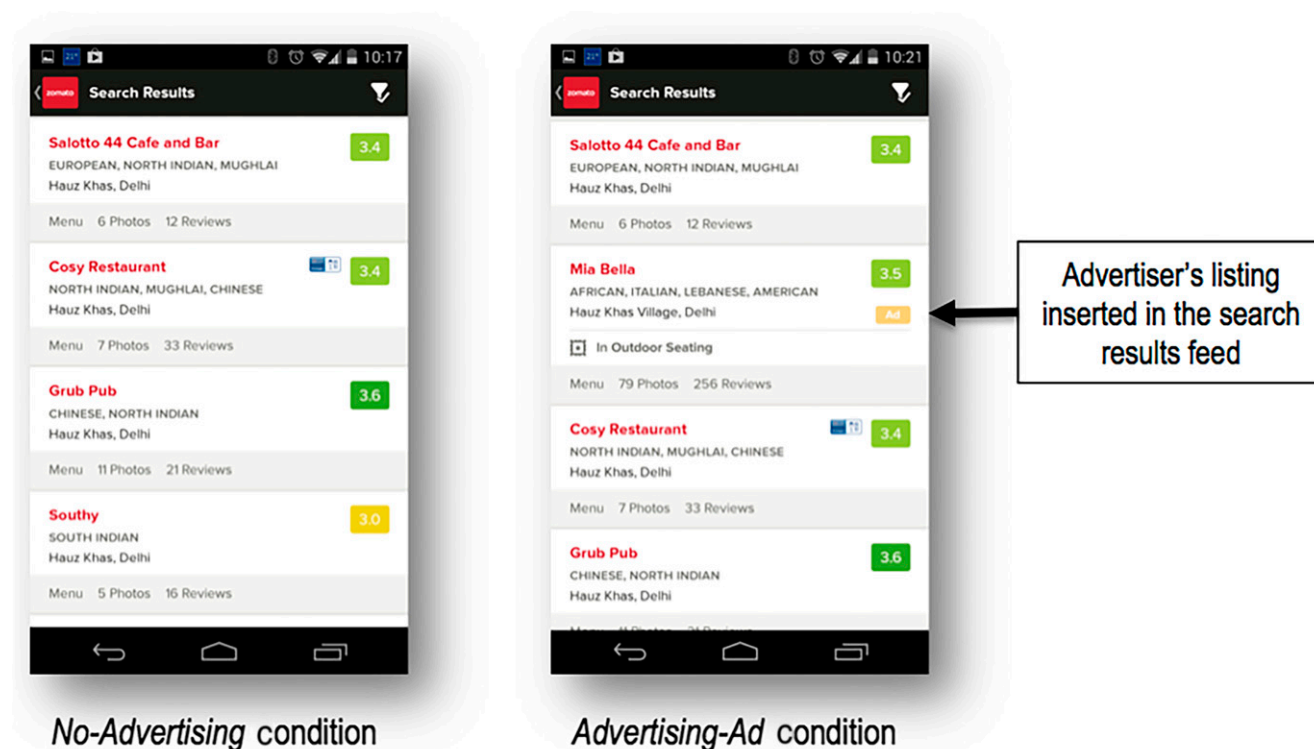 10:17
zomato
Search Results
Salotto 44 Cafe and Bar
3.4
EUROPEAN, NORTH INDIAN, MUGHLAI
Hauz Khas, Delhi
Menu 6 Photos 12 Reviews
Cosy Restaurant
3.4
NORTH INDIAN, MUGHLAI, CHINESE
Hauz Khas, Delhi
Menu 7 Photos 33 Reviews
Grub Pub
3.6
CHINESE, NORTH INDIAN
Hauz Khas, Delhi
Menu 11 Photos 21 Reviews
Southy
3.0
SOUTH INDIAN
Hauz Khas, Delhi
Menu 5 Photos 16 Reviews
No-Advertising condition
10:21
zomato
Search Results
Salotto 44 Cafe and Bar
3.4
EUROPEAN, NORTH INDIAN, MUGHLAI
Hauz Khas, Delhi
Menu 6 Photos 12 Reviews
Mia Bella
3.5
AFRICAN, ITALIAN, LEBANESE, AMERICAN
Hauz Khas Village, Delhi
Ad
In Outdoor Seating
Menu 79 Photos 256 Reviews
Cosy Restaurant
3.4
NORTH INDIAN, MUGHLAI, CHINESE
Hauz Khas, Delhi
Menu 7 Photos 33 Reviews
Grub Pub
3.6
CHINESE, NORTH INDIAN
Hauz Khas, Delhi
Menu 11 Photos 21 Reviews
Advertising-Ad condition
Advertiser's listing
inserted in the search
results feed